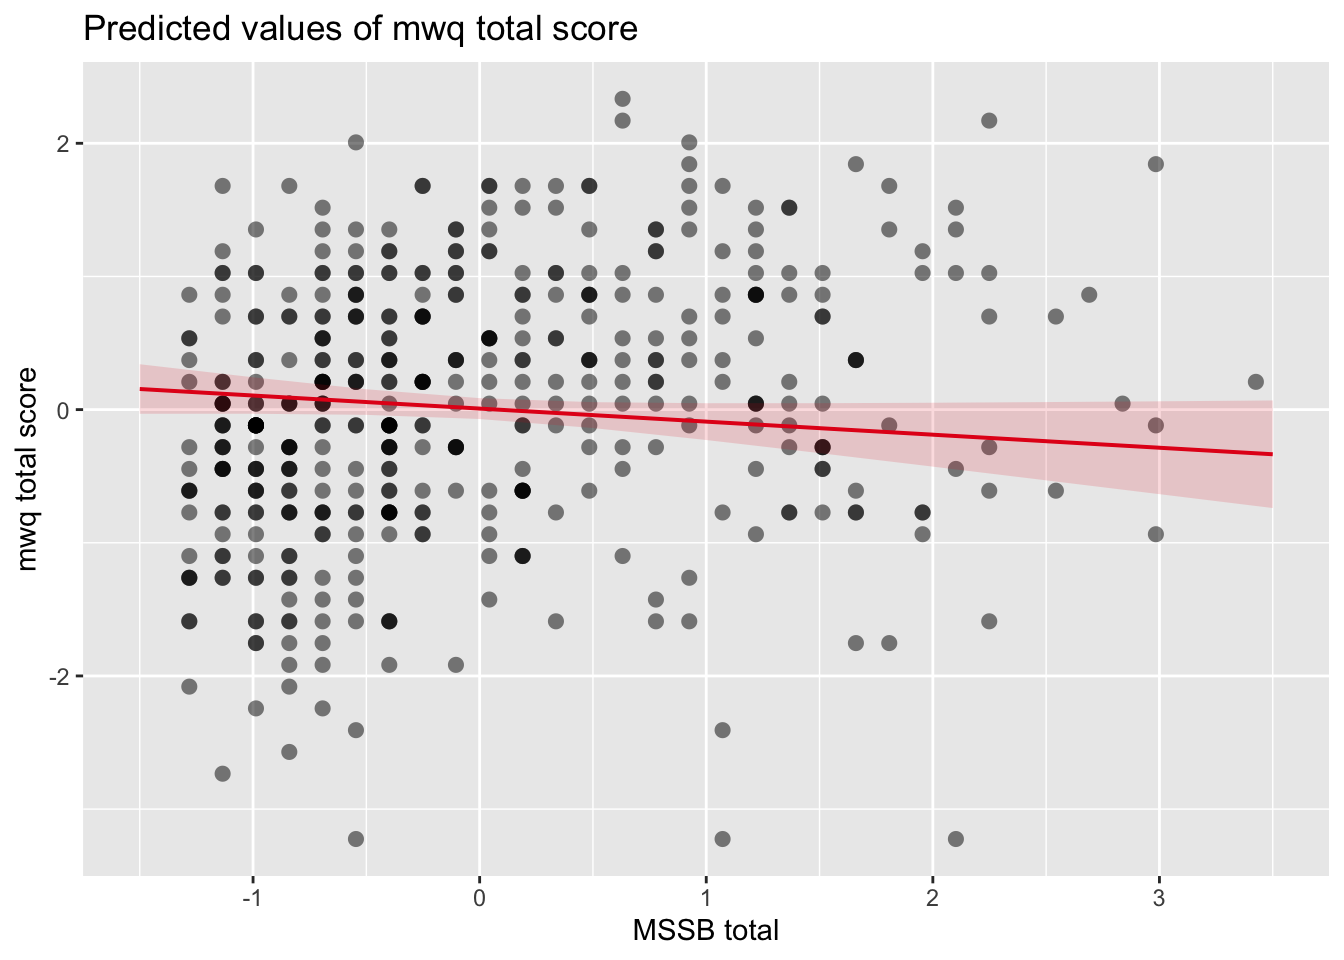 Predicted values of mwq total score
mwq total score
2
0
-2
-1 0 1 2 3
MSSB total